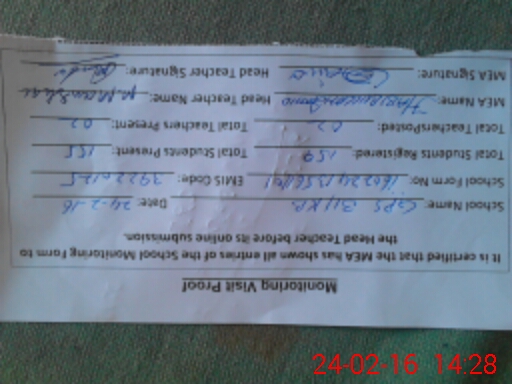 Monitoring Visit Proof
It is certified that the MEA has shown all entries of the School Monitoring Form to
the Head Teacher before its online submission.
School Name: GPS 311 Date: 24-2-16
School Form No: EMIS Code:
Total Students Registered: 159 Total Students Present: 155
Total TeachersPosted: 02 Total Teachers Present: 02
MEA Name: Head Teacher Name:
MEA Signature: Head Teacher Signature:
24-02-16 14:28